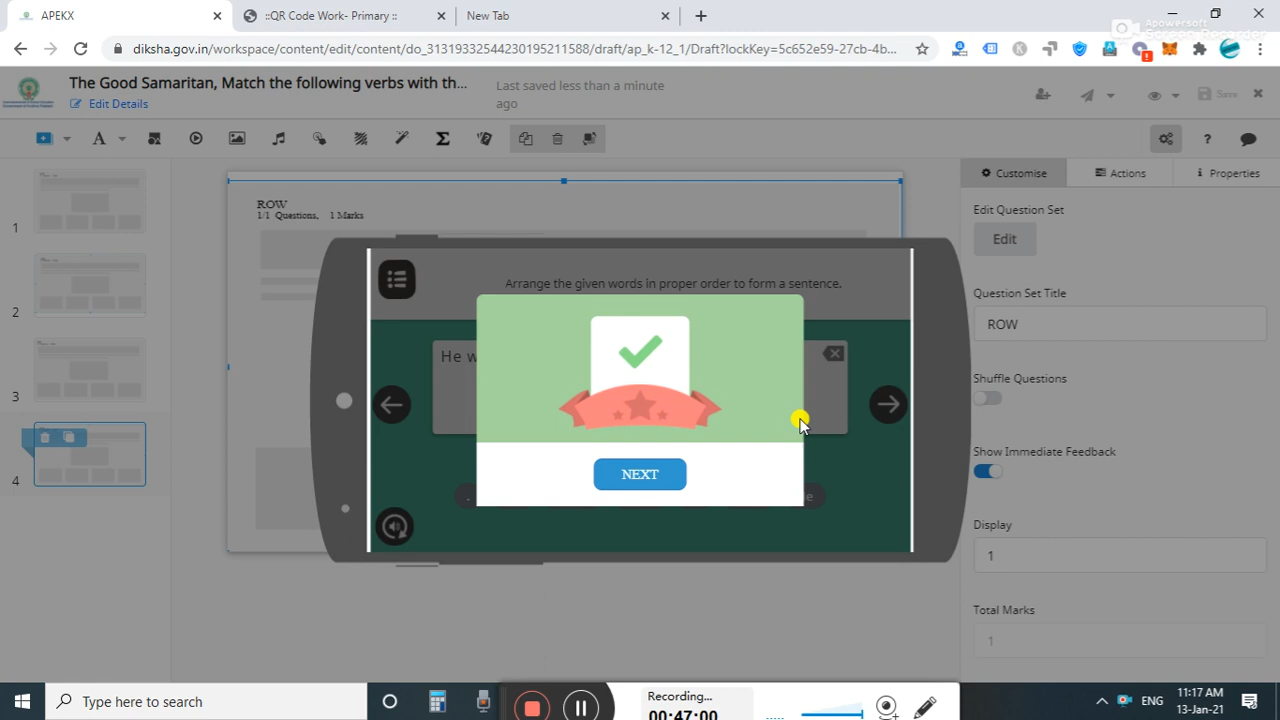 APEKX
::QR Code Work- Primary ::
New Tab
Apowersoft
Screen Recorder
diksha.gov.in/workspace/content/edit/content/do_3131933254423019521 1588/draft/ap_k-12_1/Draft?lockKey=5c652e59-27cb-4b...
The Good Samaritan, Match the following verbs with th...
Edit Details
Last saved less than a minute
ago
Save
Customise
Actions
Properties
1
2
3
4
ROW
1/1 Questions, 1 Marks
Arrange the given words in proper order to form a sentence.
He w
.
e
NEXT
Edit Question Set
Edit
Question Set Title
ROW
Shuffle Questions
Show Immediate Feedback
Display
1
Total Marks
1
Type here to search
Recording...
00:47:00
ENG
11:17 AM
13-Jan-21